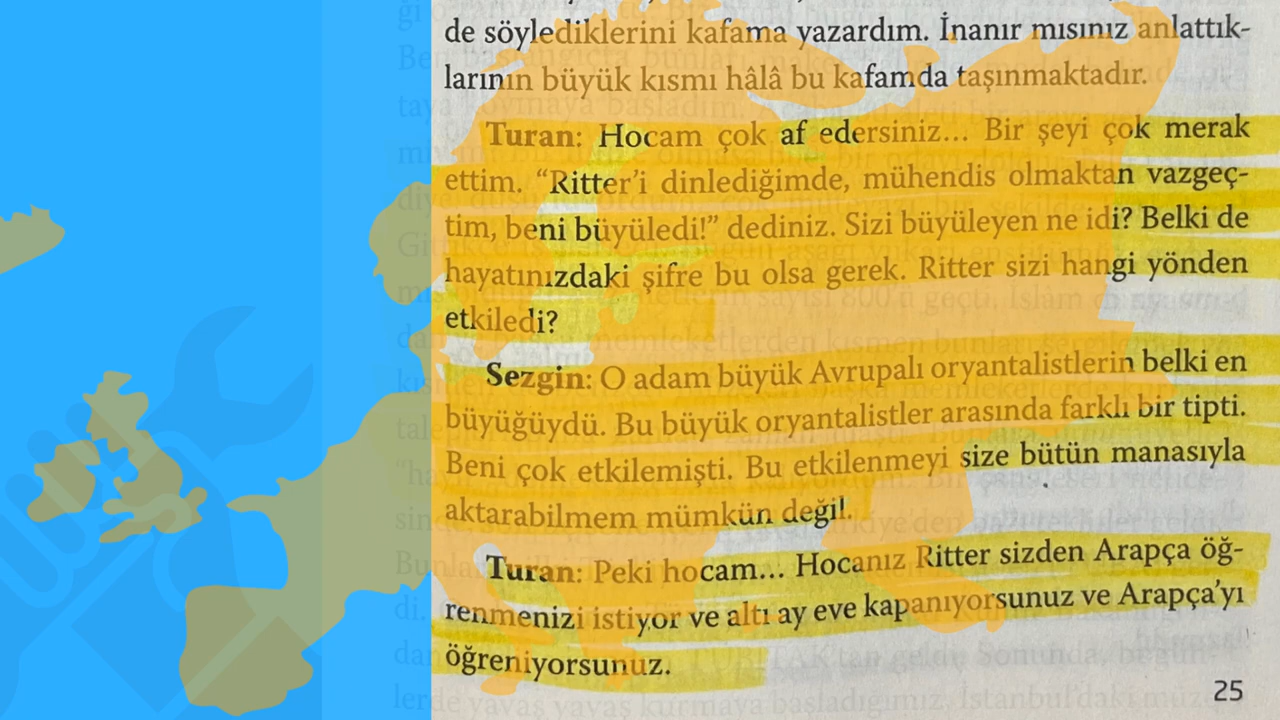 de söylediklerini kafama yazardım. İnanır mısınız anlattık-
larının büyük kısmı hâlâ bu kafamda taşınmaktadır.
Turan: Hocam çok af edersiniz... Bir şeyi çok merak
ettim. “Ritter’i dinlediğimde, mühendis olmaktan vazgeç-
tim, beni büyüledi!” dediniz. Sizi büyüleyen ne idi? Belki de
hayatınızdaki şifre bu olsa gerek. Ritter sizi hangi yönden
etkiledi?
Sezgin: O adam büyük Avrupalı oryantalistlerin belki en
büyüğüydü. Bu büyük oryantalistler arasında farklı bir tipti.
Beni çok etkilemişti. Bu etkilenmeyi size bütün manasıyla
aktarabilmem mümkün değil.
Turan: Peki hocam... Hocanız Ritter sizden Arapça öğ-
renmenizi istiyor ve altı ay eve kapanıyorsunuz ve Arapça’yı
öğreniyorsunuz.
25